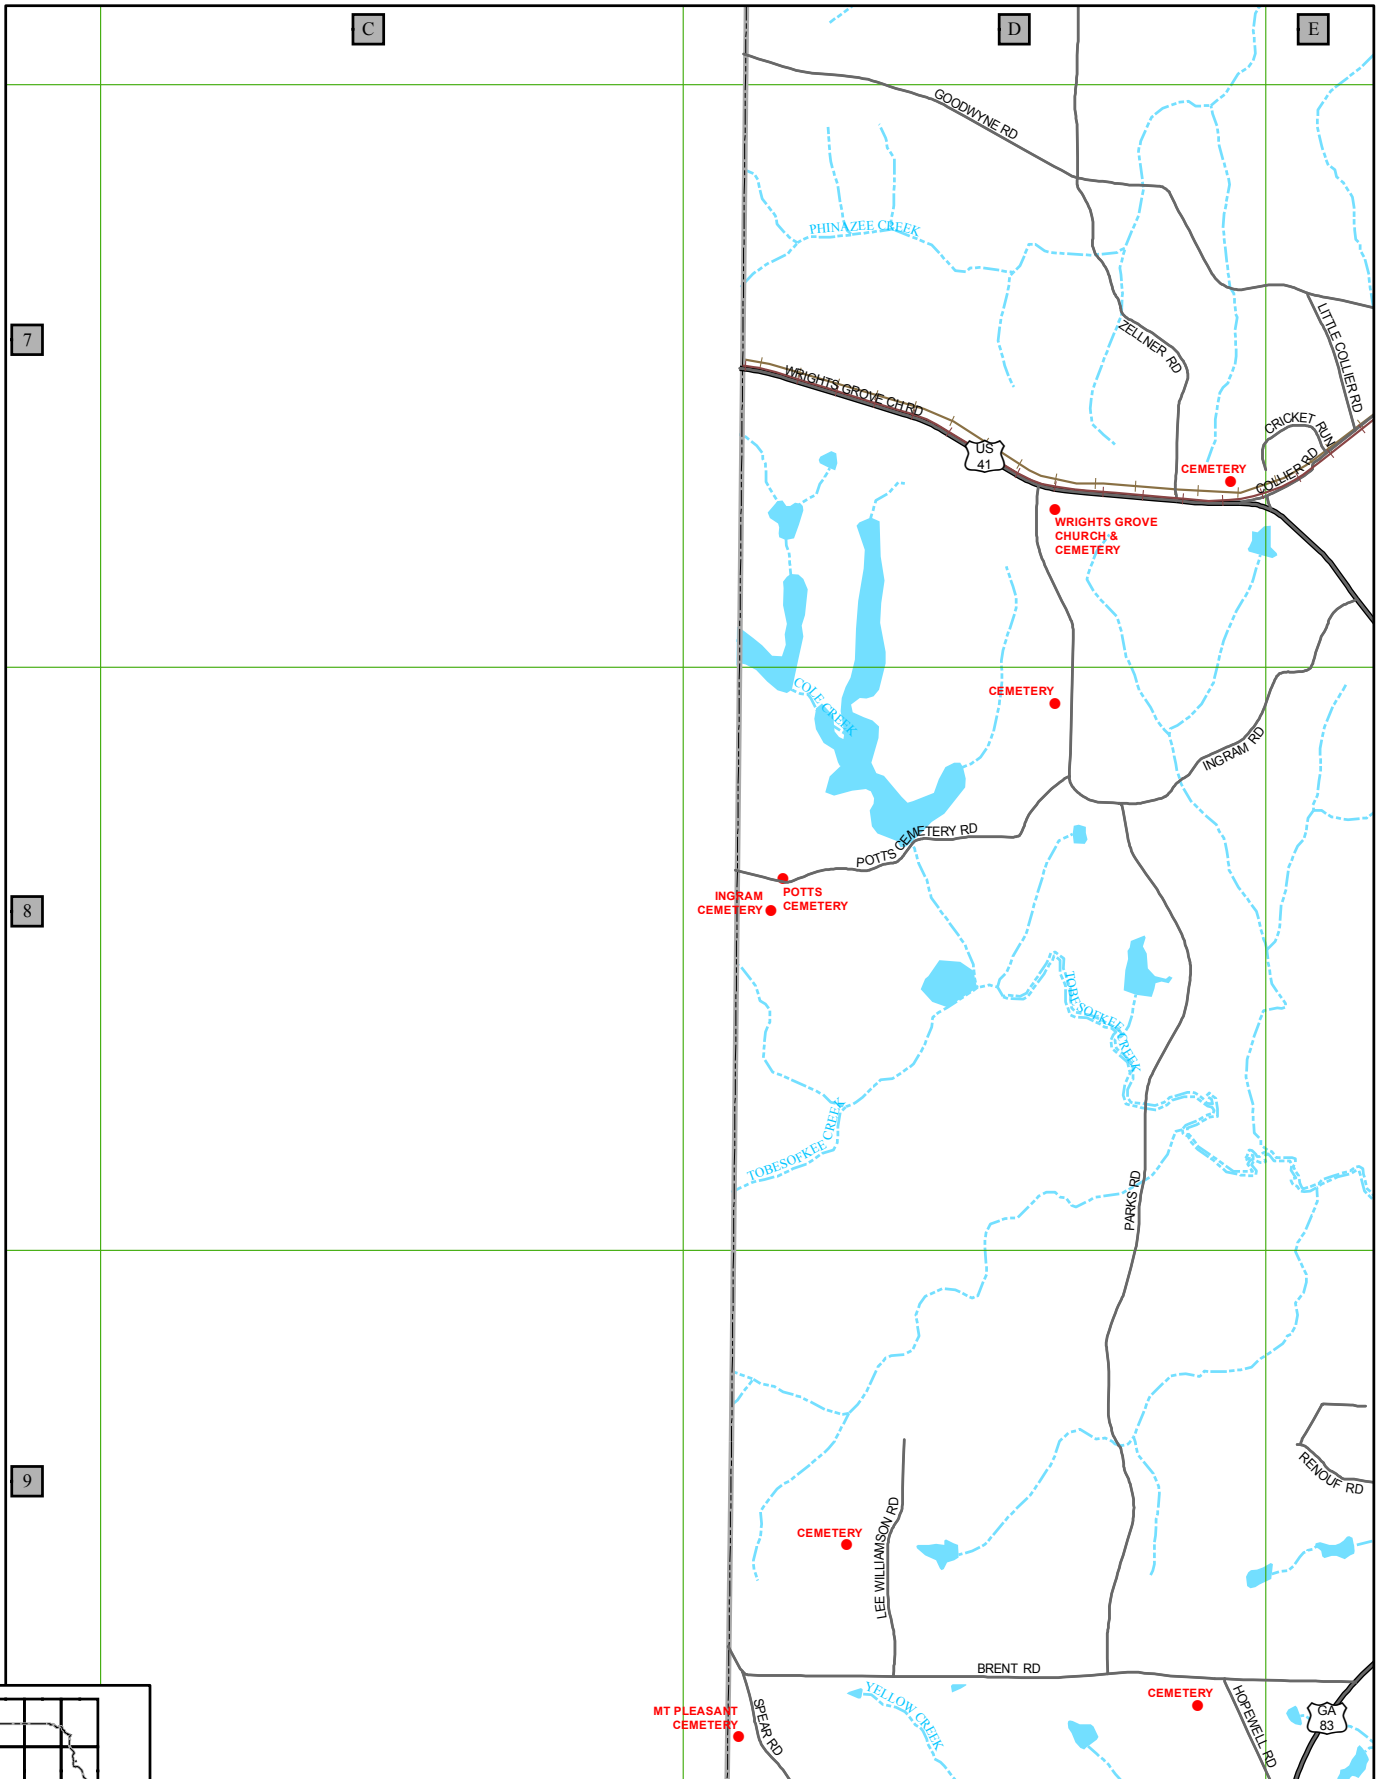 C
D
E
GOODWYNE RD
PHINAZEE CREEK
7
ZELLNER RD
LITTLE COLLIER RD
WRIGHTS GROVE CH RD
CRICKET RUN
US
41
COLLIER RD
CEMETERY
WRIGHTS GROVE
CHURCH &
CEMETERY
COLE CREEK
CEMETERY
INGRAM RD
POTTS CEMETERY RD
8
INGRAM
CEMETERY
POTTS
CEMETERY
TOBESOFKEE CREEK
TOBESOFKEE CREEK
PARKS RD
9
RENOUF RD
CEMETERY
LEE WILLIAMSON RD
BRENT RD
MT PLEASANT
CEMETERY
SPEAR RD
YELLOW CREEK
CEMETERY
HOPEWELL RD
GA
83